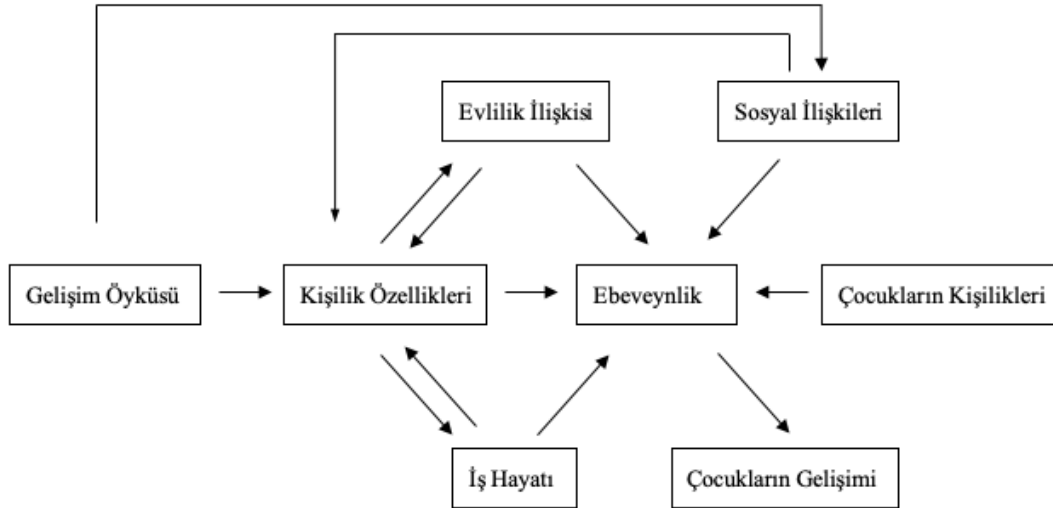 Evlilik İlişkisi
Sosyal İlişkileri
Gelişim Öyküsü
Kişilik Özellikleri
Ebeveynlik
Çocukların Kişilikleri
İş Hayatı
Çocukların Gelişimi